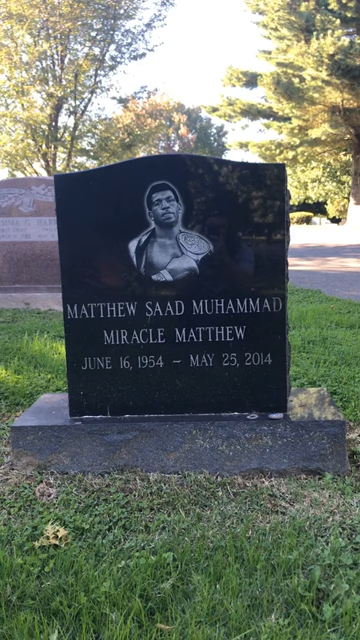 MATTHEW SAAD MUHAMMAD
MIRACLE MATTHEW
JUNE 16, 1954 ~ MAY 25, 2014